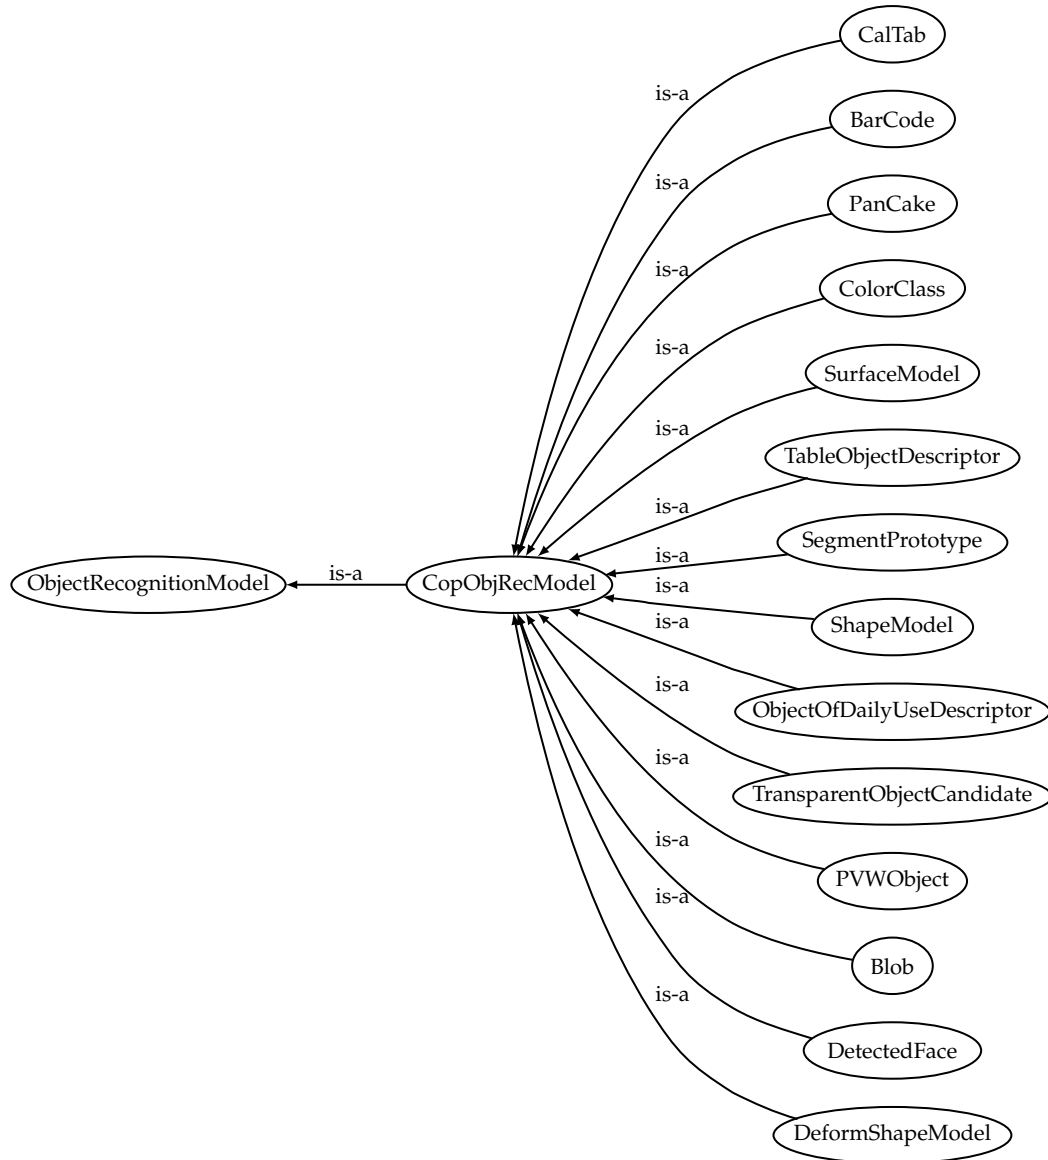 CalTab
is-a
BarCode
is-a
PanCake
is-a
ColorClass
is-a
SurfaceModel
is-a
TableObjectDescriptor
is-a
SegmentPrototype
is-a
ObjectRecognitionModel
is-a
CopObjRecModel
is-a
ShapeModel
is-a
ObjectOfDailyUseDescriptor
is-a
TransparentObjectCandidate
is-a
PVWObject
is-a
Blob
is-a
DetectedFace
is-a
DeformShapeModel